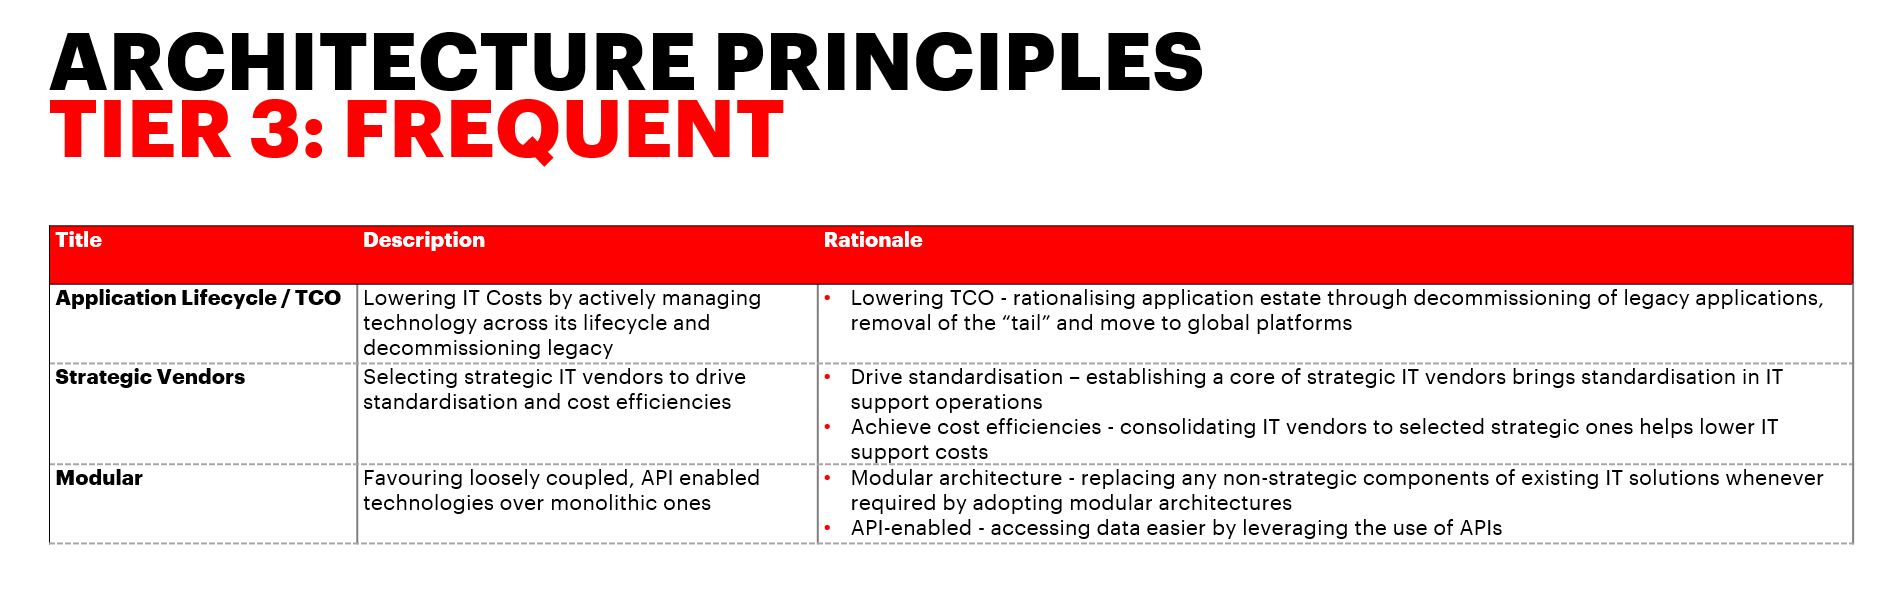 ARCHITECTURE PRINCIPLES
TIER 3: FREQUENT
Title
Description
Rationale
Application Lifecycle / TCO
Lowering IT Costs by actively managing
technology across its lifecycle and
decommissioning legacy
• Lowering TCO - rationalising application estate through decommissioning of legacy applications,
removal of the “tail” and move to global platforms
Strategic Vendors
Selecting strategic IT vendors to drive
standardisation and cost efficiencies
• Drive standardisation – establishing a core of strategic IT vendors brings standardisation in IT
support operations
• Achieve cost efficiencies - consolidating IT vendors to selected strategic ones helps lower IT
support costs
Modular
Favouring loosely coupled, API enabled
technologies over monolithic ones
• Modular architecture - replacing any non-strategic components of existing IT solutions whenever
required by adopting modular architectures
• API-enabled - accessing data easier by leveraging the use of APIs